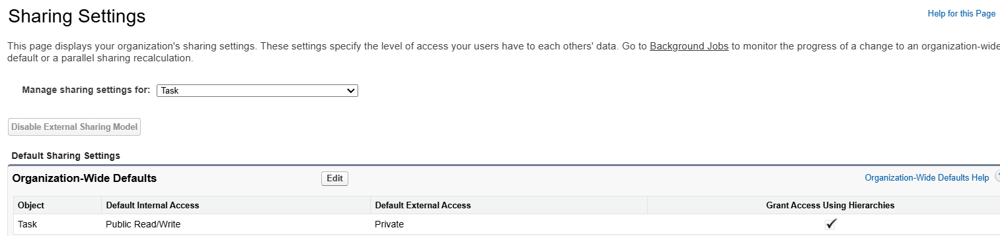 Sharing Settings
Help for this Page
This page displays your organization's sharing settings. These settings specify the level of access your users have to each others' data. Go to Background Jobs to monitor the progress of a change to an organization-wide
default or a parallel sharing recalculation.
Manage sharing settings for: Task
Disable External Sharing Model
Default Sharing Settings
Organization-Wide Defaults Edit Organization-Wide Defaults Help
Object Default Internal Access Default External Access Grant Access Using Hierarchies
Task Public Read/Write Private